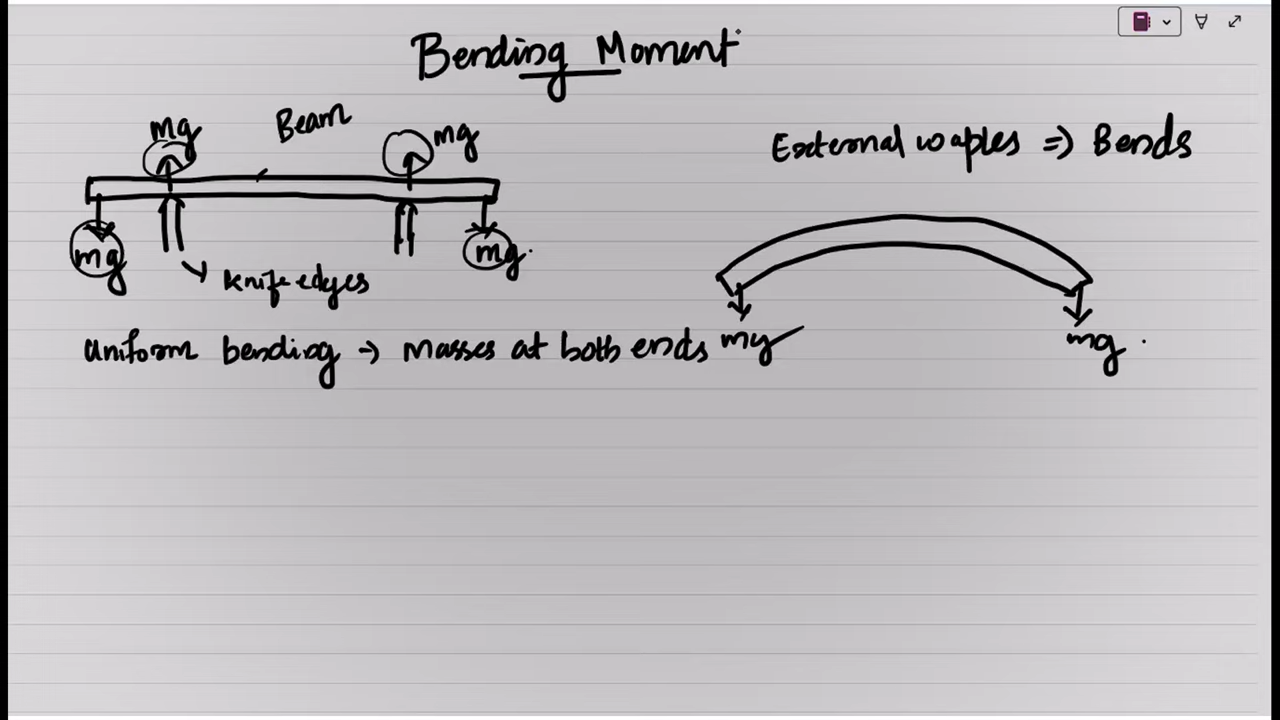 Bending Moment
mg
Beam
mg
External couples => Bends
mg
mg
Knife edges
Uniform bending → masses at both ends
mg
mg